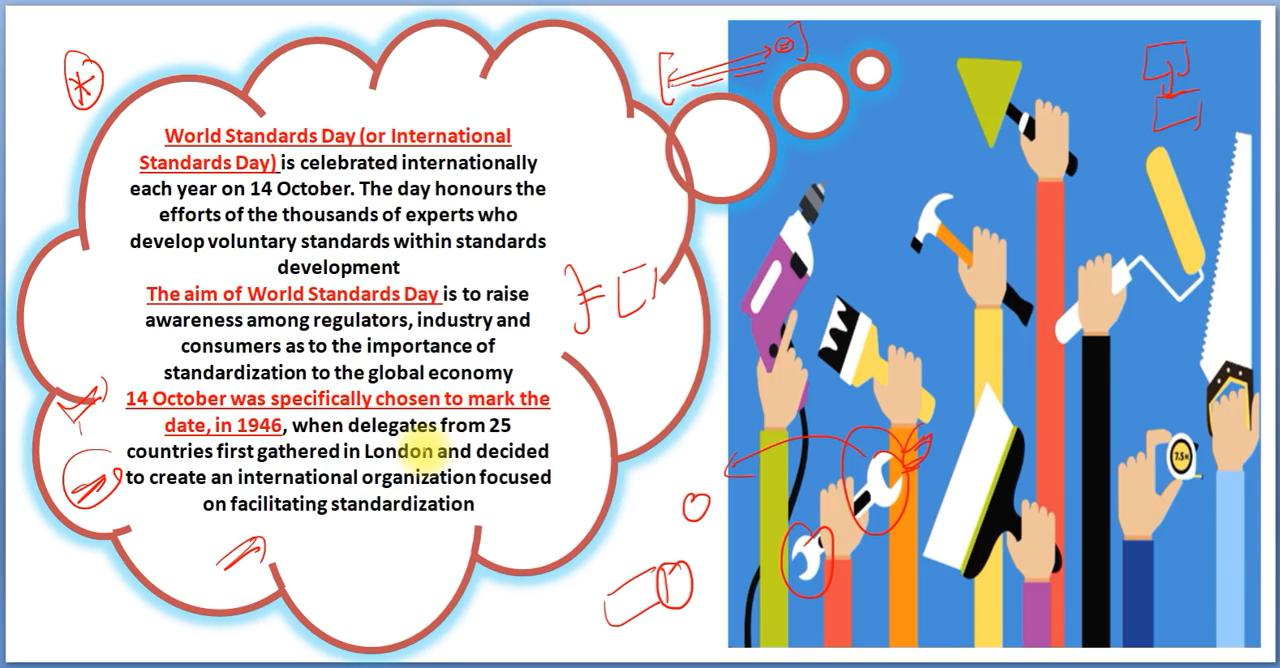 World Standards Day (or International
Standards Day) is celebrated internationally
each year on 14 October. The day honours the
efforts of the thousands of experts who
develop voluntary standards within standards
development
The aim of World Standards Day is to raise
awareness among regulators, industry and
consumers as to the importance of
standardization to the global economy
14 October was specifically chosen to mark the
date, in 1946, when delegates from 25
countries first gathered in London and decided
to create an international organization focused
on facilitating standardization
7.5